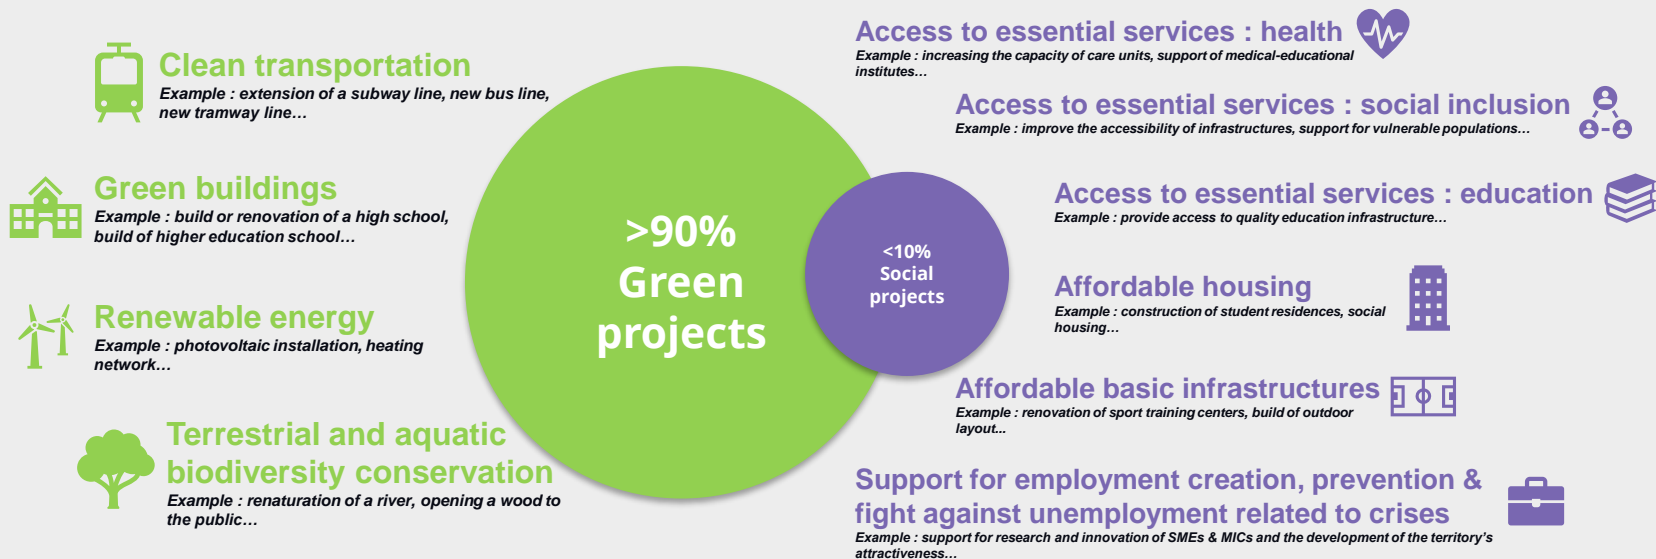 Clean transportation
Example : extension of a subway line, new bus line,
new tramway line…
Green buildings
Example : build or renovation of a high school,
build of higher education school…
Renewable energy
Example : photovoltaic installation, heating
network…
Terrestrial and aquatic
biodiversity conservation
Example : renaturation of a river, opening a wood to
the public…
>90%
Green
projects
<10%
Social
projects
Access to essential services : health
Example : increasing the capacity of care units, support of medical-educational
institutes…
Access to essential services : social inclusion
Example : improve the accessibility of infrastructures, support for vulnerable populations…
Access to essential services : education
Example : provide access to quality education infrastructure…
Affordable housing
Example : construction of student residences, social
housing…
Affordable basic infrastructures
Example : renovation of sport training centers, build of outdoor
layout...
Support for employment creation, prevention &
fight against unemployment related to crises
Example : support for research and innovation of SMEs & MICs and the development of the territory's
attractiveness…